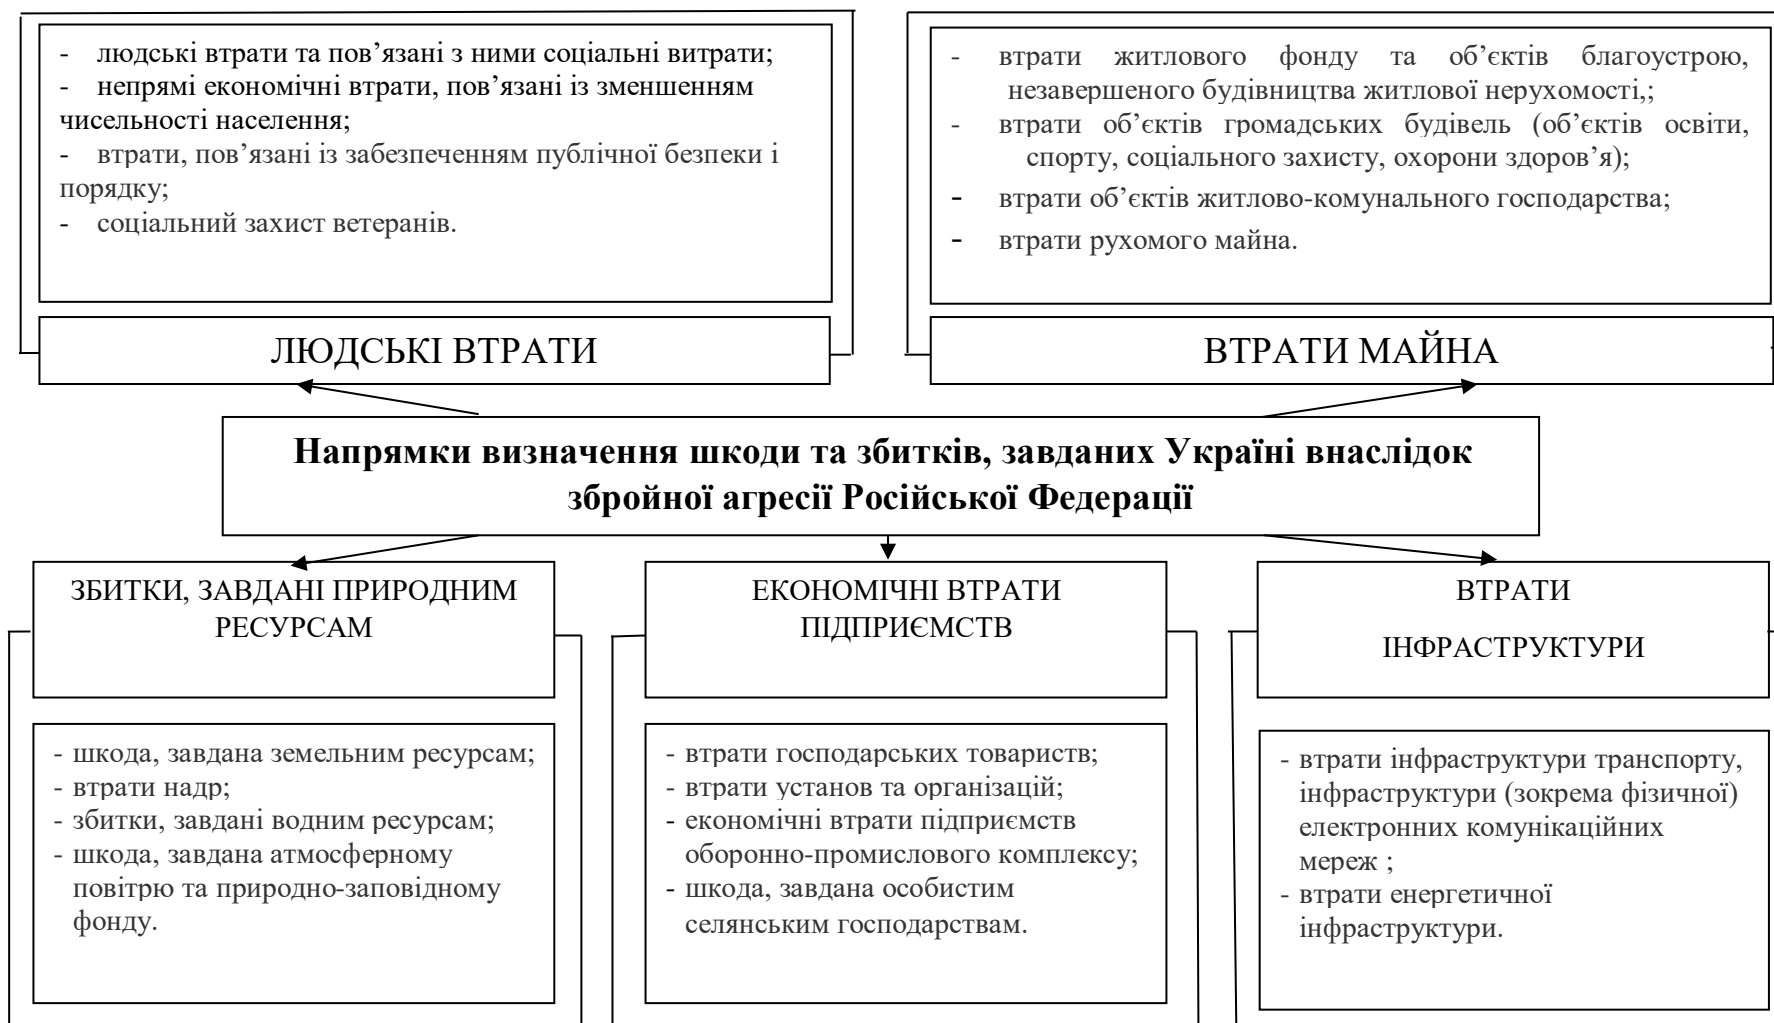 - людські втрати та пов’язані з ними соціальні витрати;
- непрямі економічні втрати, пов’язані із зменшенням
чисельності населення;
- втрати, пов’язані із забезпеченням публічної безпеки і
порядку;
- соціальний захист ветеранів.
ЛЮДСЬКІ ВТРАТИ
- втрати житлового фонду та об’єктів благоустрою,
незавершеного будівництва житлової нерухомості,;
- втрати об’єктів громадських будівель (об’єктів освіти,
спорту, соціального захисту, охорони здоров’я);
- втрати об’єктів житлово-комунального господарства;
- втрати рухомого майна.
ВТРАТИ МАЙНА
Напрямки визначення шкоди та збитків, завданих Україні внаслідок
збройної агресії Російської Федерації
ЗБИТКИ, ЗАВДАНІ ПРИРОДНИМ
РЕСУРСАМ
- шкода, завдана земельним ресурсам;
- втрати надр;
- збитки, завдані водним ресурсам;
- шкода, завдана атмосферному
повітрю та природно-заповідному
фонду.
ЕКОНОМІЧНІ ВТРАТИ
ПІДПРИЄМСТВ
- втрати господарських товариств;
- втрати установ та організацій;
- економічні втрати підприємств
оборонно-промислового комплексу;
- шкода, завдана особистим
селянським господарствам.
ВТРАТИ
ІНФРАСТРУКТУРИ
- втрати інфраструктури транспорту,
інфраструктури (зокрема фізичної)
електронних комунікаційних
мереж ;
- втрати енергетичної
інфраструктури.